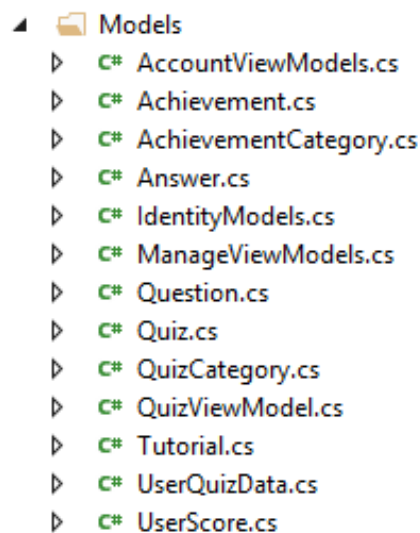 Models
C# AccountViewModels.cs
C# Achievement.cs
C# AchievementCategory.cs
C# Answer.cs
C# IdentityModels.cs
C# ManageViewModels.cs
C# Question.cs
C# Quiz.cs
C# QuizCategory.cs
C# QuizViewModel.cs
C# Tutorial.cs
C# UserQuizData.cs
C# UserScore.cs